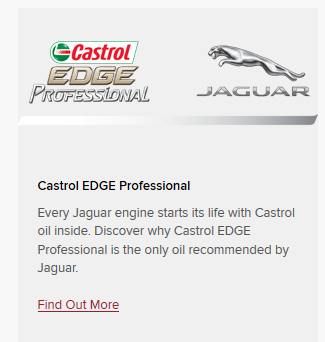 Castrol
EDGE
PROFESSIONAL
JAGUAR
Castrol EDGE Professional
Every Jaguar engine starts its life with Castrol
oil inside. Discover why Castrol EDGE
Professional is the only oil recommended by
Jaguar.
Find Out More